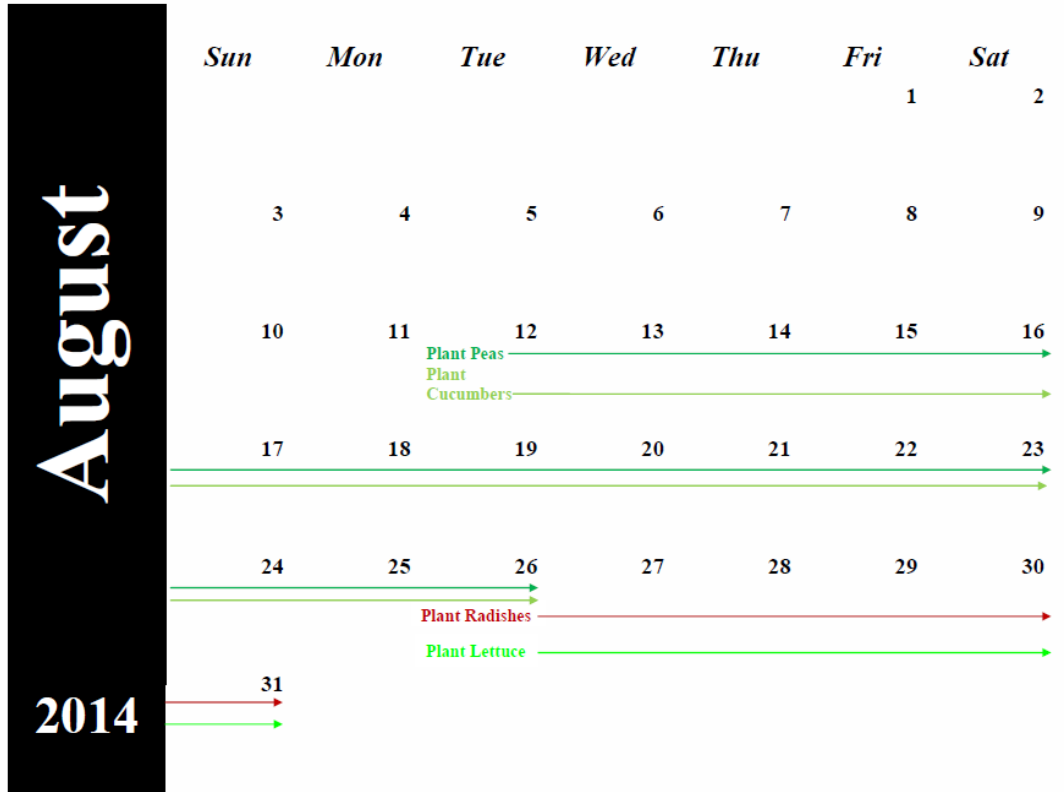 August
2014
Sun Mon Tue Wed Thu Fri Sat
1 2
3 4 5 6 7 8 9
10 11 12 13 14 15 16
Plant Peas
Plant
Cucumbers
17 18 19 20 21 22 23
24 25 26 27 28 29 30
Plant Radishes
Plant Lettuce
31